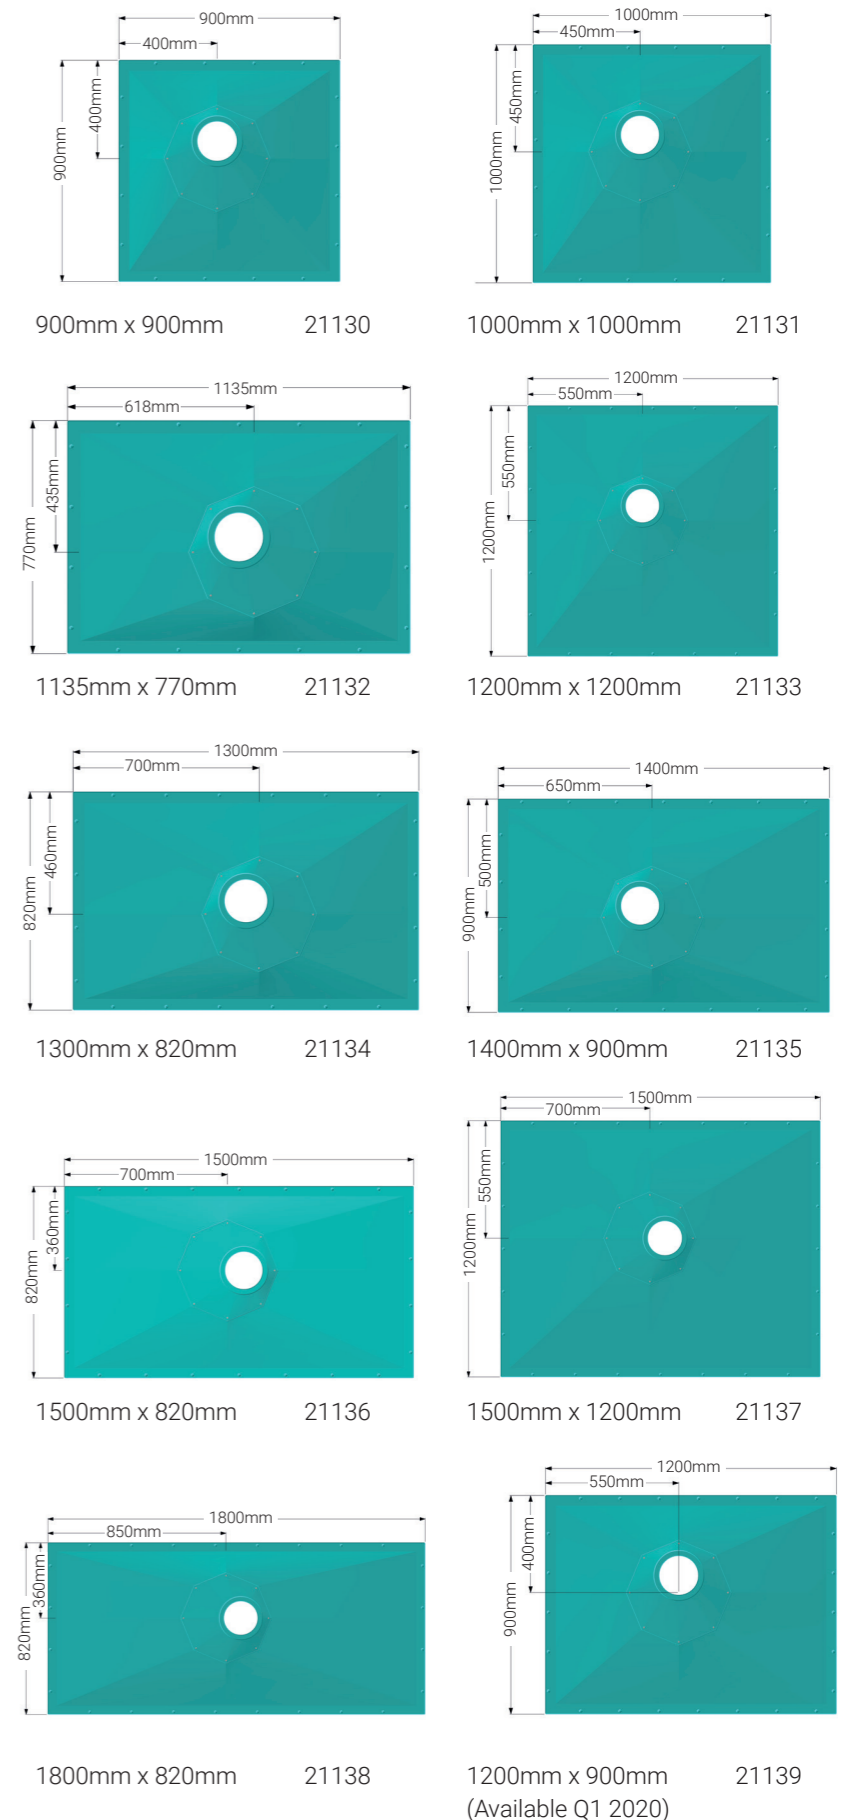 900mm
400mm
400mm
900mm
900mm x 900mm 21130
1000mm
450mm
450mm
1000mm
1000mm x 1000mm 21131
1135mm
618mm
435mm
770mm
1135mm x 770mm 21132
1200mm
550mm
550mm
1200mm
1200mm x 1200mm 21133
1300mm
700mm
460mm
820mm
1300mm x 820mm 21134
1400mm
650mm
500mm
900mm
1400mm x 900mm 21135
1500mm
700mm
360mm
820mm
1500mm x 820mm 21136
1500mm
700mm
550mm
1200mm
1500mm x 1200mm 21137
1800mm
850mm
360mm
820mm
1800mm x 820mm 21138
1200mm
550mm
400mm
900mm
1200mm x 900mm 21139
(Available Q1 2020)